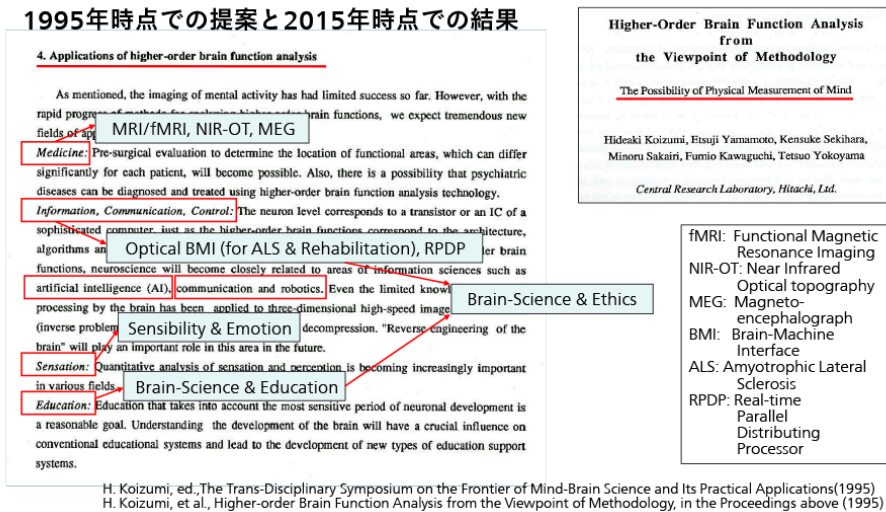 1995年時点での提案と2015年時点での結果
4. Applications of higher-order brain function analysis
As mentioned, the imaging of mental activity has had limited success so far. However, with the
rapid progress of methods for analyzing higher-order brain functions, we expect tremendous new
fields of
MRI/fMRI, NIR-OT, MEG
Medicine: Pre-surgical evaluation to determine the location of functional areas, which can differ
significantly for each patient, will become possible. Also, there is a possibility that psychiatric
diseases can be diagnosed and treated using higher-order brain function analysis technology.
Information, Communication, Control: The neuron level corresponds to a transistor or an IC of a
sophisticated computer, just as the higher-order brain functions correspond to the architecture,
algorithms
Optical BMI (for ALS & Rehabilitation), RPDP
brain
functions, neuroscience will become closely related to areas of information sciences such as
artificial intelligence (AI), communication and robotics. Even the limited
processing by the brain has been applied to three-dimensional high-speed image
Brain-Science & Ethics
(inverse
Sensibility & Emotion
decompression. "Reverse engineering of the
brain" will play an important role in this area in the future.
Sensation: Quantitative analysis of sensation and perception is becoming increasingly important
in various fields.
Brain-Science & Education
Education: Education that takes into account the most sensitive period of neuronal development is
a reasonable goal. Understanding the development of the brain will have a crucial influence on
conventional educational systems and lead to the development of new types of education support
systems.
Higher-Order Brain Function Analysis
from
the Viewpoint of Methodology
The Possibility of Physical Measurement of Mind
Hideaki Koizumi, Etsuji Yamamoto, Kensuke Sekihara,
Minoru Sakairi, Fumio Kawaguchi, Tetsuo Yokoyama
Central Research Laboratory, Hitachi, Ltd.
fMRI: Functional Magnetic
Resonance Imaging
NIR-OT: Near Infrared
Optical topography
MEG: Magneto-
encephalograph
BMI: Brain-Machine
Interface
ALS: Amyotrophic Lateral
Sclerosis
RPDP: Real-time
Parallel
Distributing
Processor
H. Koizumi, ed.,The Trans-Disciplinary Symposium on the Frontier of Mind-Brain Science and Its Practical Applications(1995)
H. Koizumi, et al., Higher-order Brain Function Analysis from the Viewpoint of Methodology, in the Proceedings above (1995)